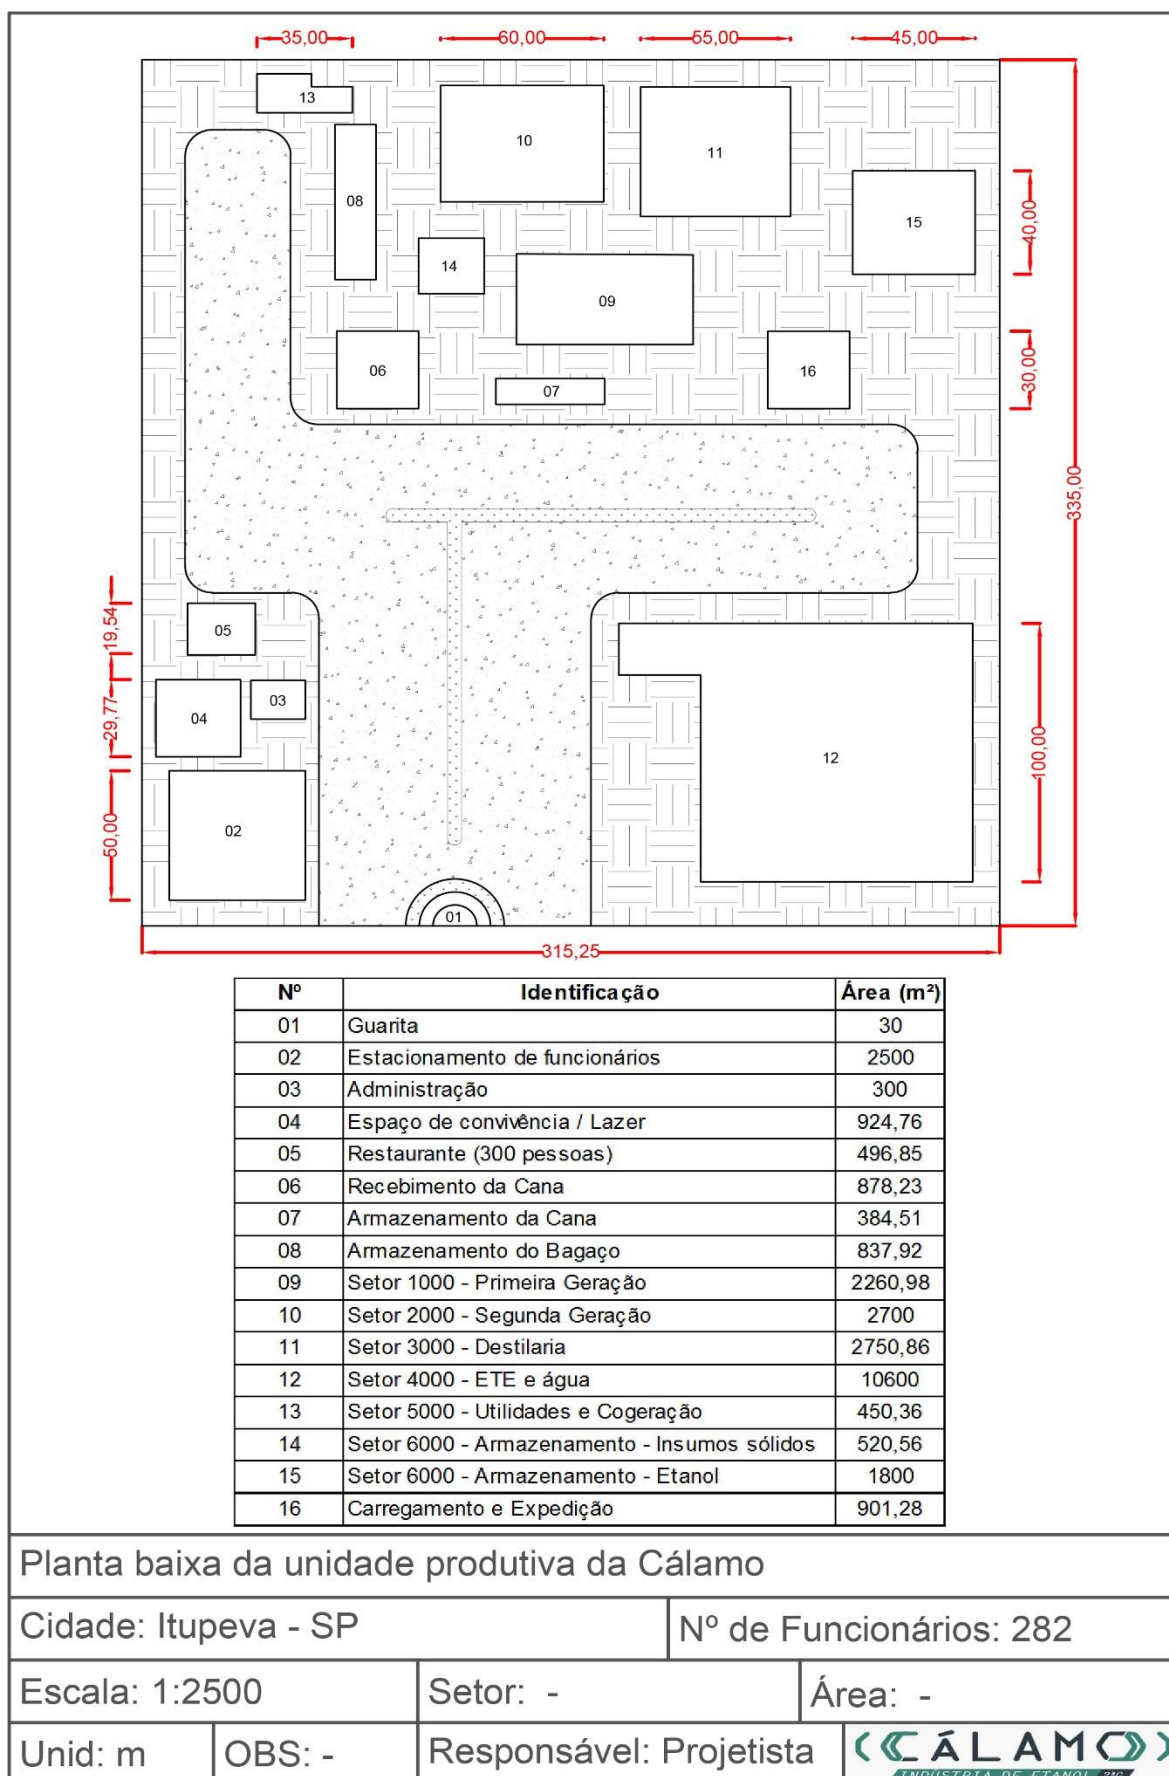 35,00 60,00 55,00 45,00
13
10
11
08
15
40,00
14
09
06
07
16
30,00
335,00
19,54
05
29,77
04
03
12
100,00
50,00
02
01
315,25
Nº Identificação Área (m²)
01 Guarita 30
02 Estacionamento de funcionários 2500
03 Administração 300
04 Espaço de convivência / Lazer 924,76
05 Restaurante (300 pessoas) 496,85
06 Recebimento da Cana 878,23
07 Armazenamento da Cana 384,51
08 Armazenamento do Bagaço 837,92
09 Setor 1000 - Primeira Geração 2260,98
10 Setor 2000 - Segunda Geração 2700
11 Setor 3000 - Destilaria 2750,86
12 Setor 4000 - ETE e água 10600
13 Setor 5000 - Utilidades e Cogeração 450,36
14 Setor 6000 - Armazenamento - Insumos sólidos 520,56
15 Setor 6000 - Armazenamento - Etanol 1800
16 Carregamento e Expedição 901,28
Planta baixa da unidade produtiva da Cálamo
Cidade: Itupeva - SP Nº de Funcionários: 282
Escala: 1:2500 Setor: - Área: -
Unid: m OBS: - Responsável: Projetista
CÁLAMO
INDÚSTRIA DE ETANOL 2ªG